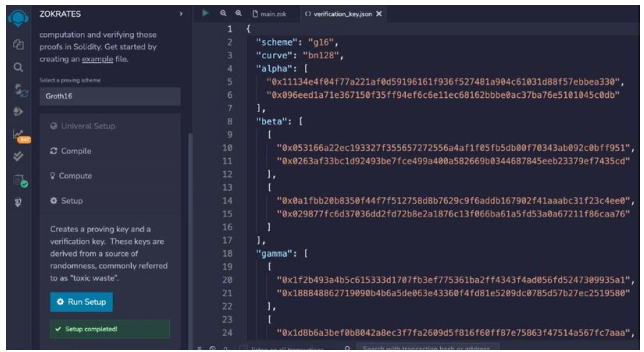 ZOKRATES
computation and verifying those
proofs in Solidity. Get started by
creating an example file.
Select a proving scheme
Groth16
Univeral Setup
Compile
Compute
Setup
Creates a proving key and a
verification key. These keys are
derived from a source of
randomness, commonly referred
to as "toxic waste".
Run Setup
Setup completed!
main.zok
verification_key.json
1 {
2 "scheme": "g16",
3 "curve": "bn128",
4 "alpha": [
5 "0x11134e4f04f77a221af0d59196161f936f527481a904c61031d88f57ebbea330",
6 "0x096eed1a71e367150f35ff94ef6c6e11ec68162bbbe0ac37ba76e5101045c0db"
7 ],
8 "beta": [
9 [
10 "0x053166a22ec193327f355657272556a4af1f05fb5db00f70343ab092c0bff951",
11 "0x0263af33bc1d92493be7fce499a400a582669b0344687845eeb23379ef7435cd"
12 ],
13 [
14 "0x0a1fbb20b8350f44f7f512758d8b7629c9f6addb167902f41aaabc31f23c4ee0",
15 "0x029877fc6d37036dd2fd72b8e2a1876c13f066ba61a5fd53a0a67211f86caa76"
16 ]
17 ],
18 "gamma": [
19 [
20 "0x1f2b493a4b5c615333d1707fb3ef775361ba2ff4343f4ad056fd5247309935a1",
21 "0x188848862719090b4b6a5de063e43360f4fd81e5209dc0785d57b27ec2519580"
22 ],
23 [
24 "0x1d8b6a3bef0b8042a8ec3f7fa2609d5f816f60ff87e75863f47514a567fc7aaa",